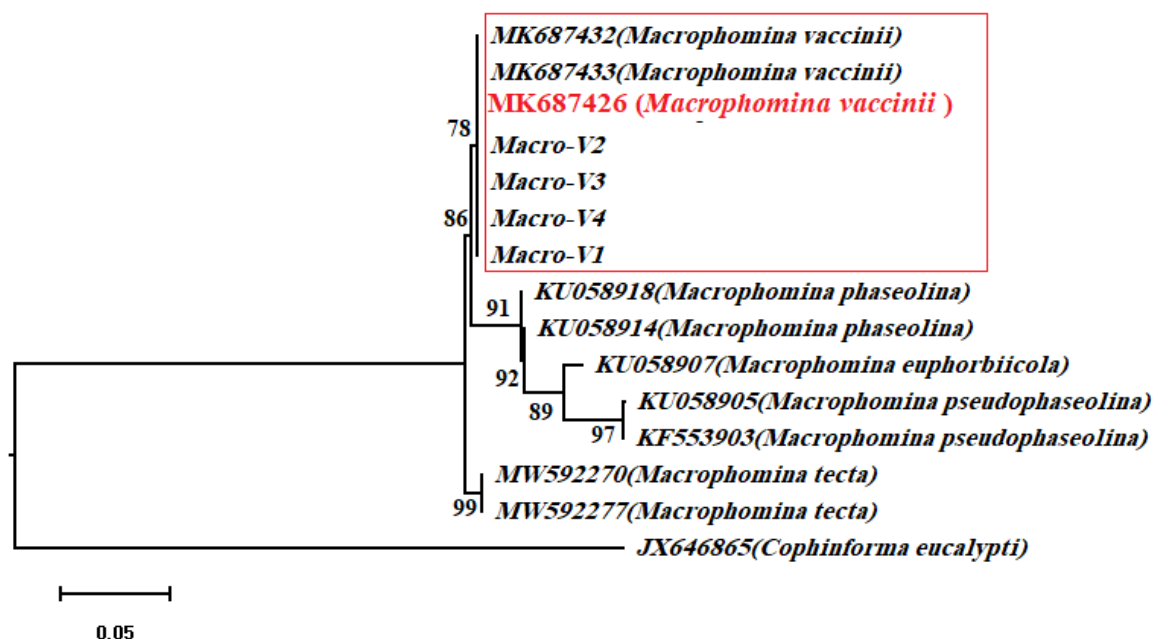 MK687432(Macrophomina vaccinii)
MK687433(Macrophomina vaccinii)
MK687426 (Macrophomina vaccinii )
78
Macro-V2
Macro-V3
86
Macro-V4
Macro-V1
KU058918(Macrophomina phaseolina)
91
KU058914(Macrophomina phaseolina)
KU058907(Macrophomina euphorbiicola)
92
KU058905(Macrophomina pseudophaseolina)
89
KF553903(Macrophomina pseudophaseolina)
97
MW592270(Macrophomina tecta)
MW592277(Macrophomina tecta)
99
JX646865(Cophinforma eucalypti)
0.05